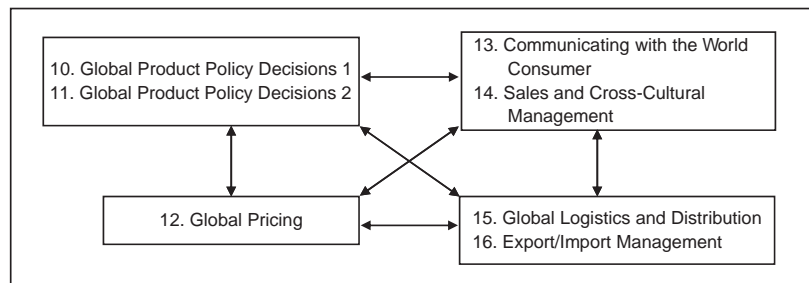 10. Global Product Policy Decisions 1
11. Global Product Policy Decisions 2
13. Communicating with the World
Consumer
14. Sales and Cross-Cultural
Management
12. Global Pricing
15. Global Logistics and Distribution
16. Export/Import Management